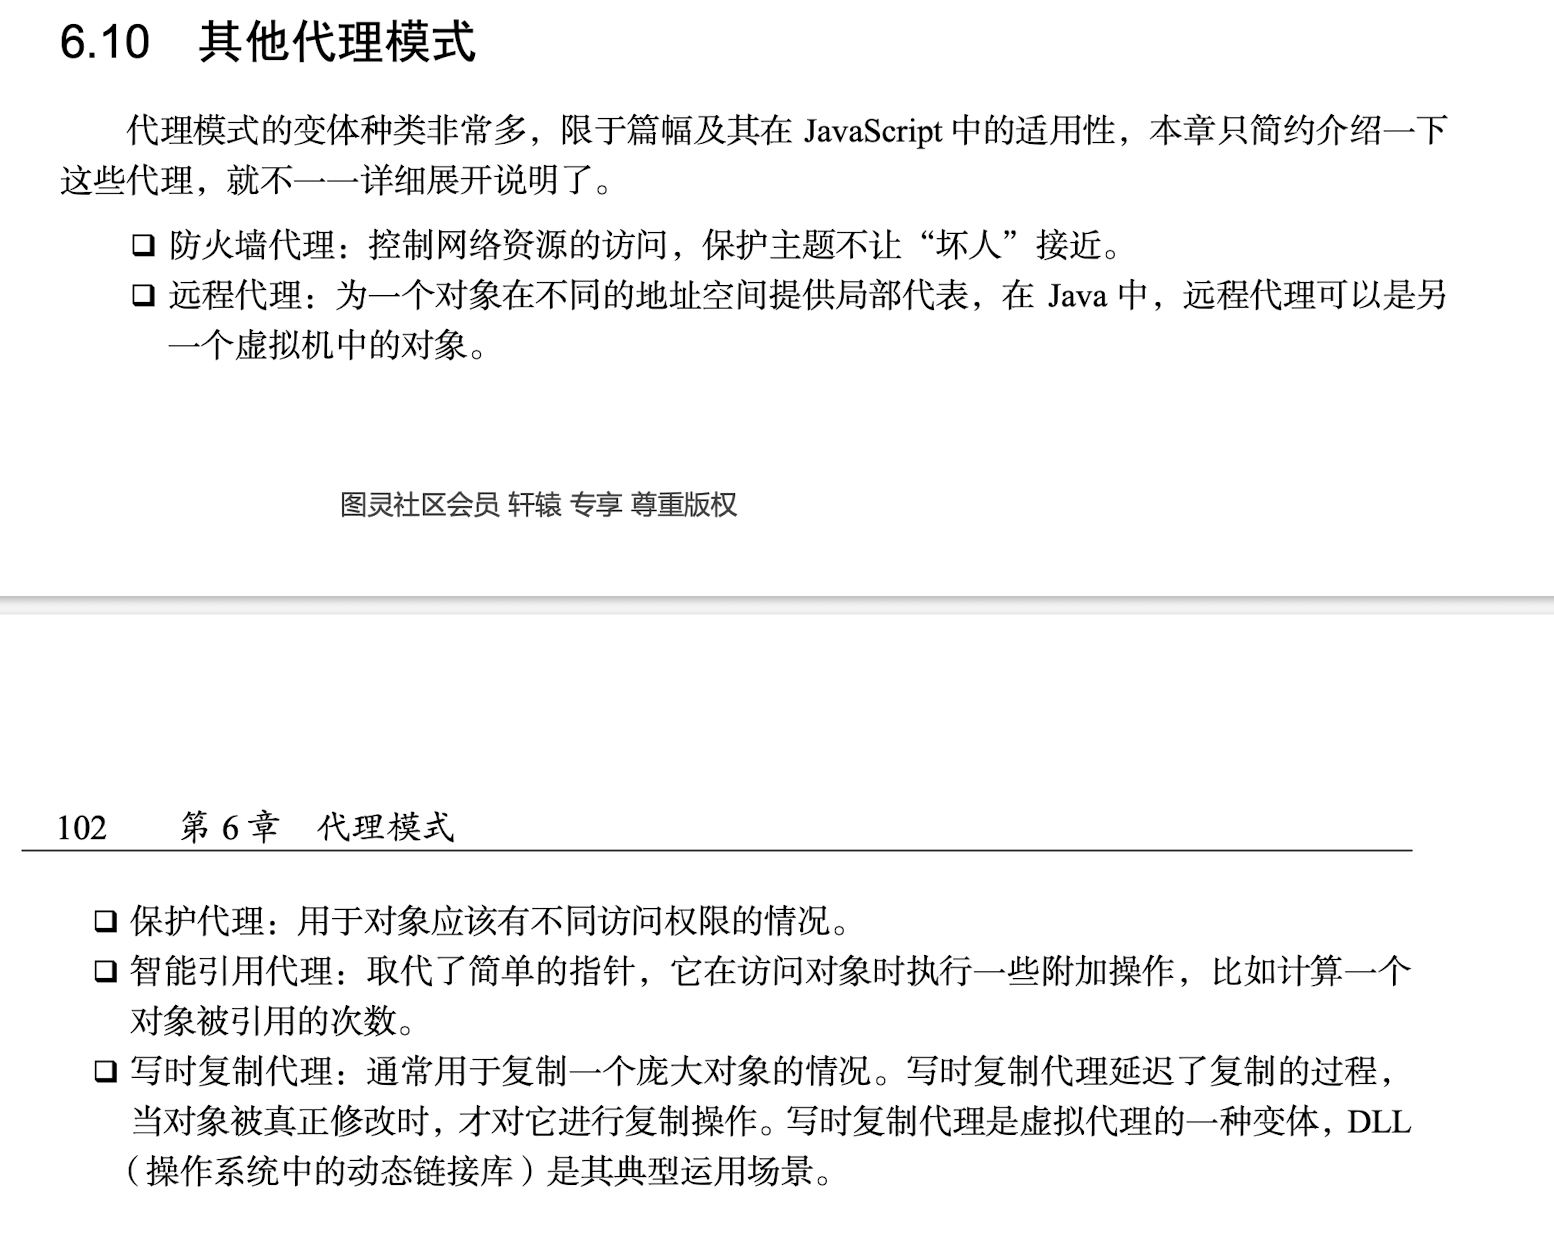 6.10 其他代理模式
代理模式的变体种类非常多，限于篇幅及其在 JavaScript 中的适用性，本章只简约介绍一下
这些代理，就不一一详细展开说明了。
❑ 防火墙代理：控制网络资源的访问，保护主题不让“坏人”接近。
❑ 远程代理：为一个对象在不同的地址空间提供局部代表，在 Java 中，远程代理可以是另
一个虚拟机中的对象。
图灵社区会员 轩辕 专享 尊重版权
102 第 6 章 代理模式
❑ 保护代理：用于对象应该有不同访问权限的情况。
❑ 智能引用代理：取代了简单的指针，它在访问对象时执行一些附加操作，比如计算一个
对象被引用的次数。
❑ 写时复制代理：通常用于复制一个庞大对象的情况。写时复制代理延迟了复制的过程，
当对象被真正修改时，才对它进行复制操作。写时复制代理是虚拟代理的一种变体，DLL
（操作系统中的动态链接库）是其典型运用场景。